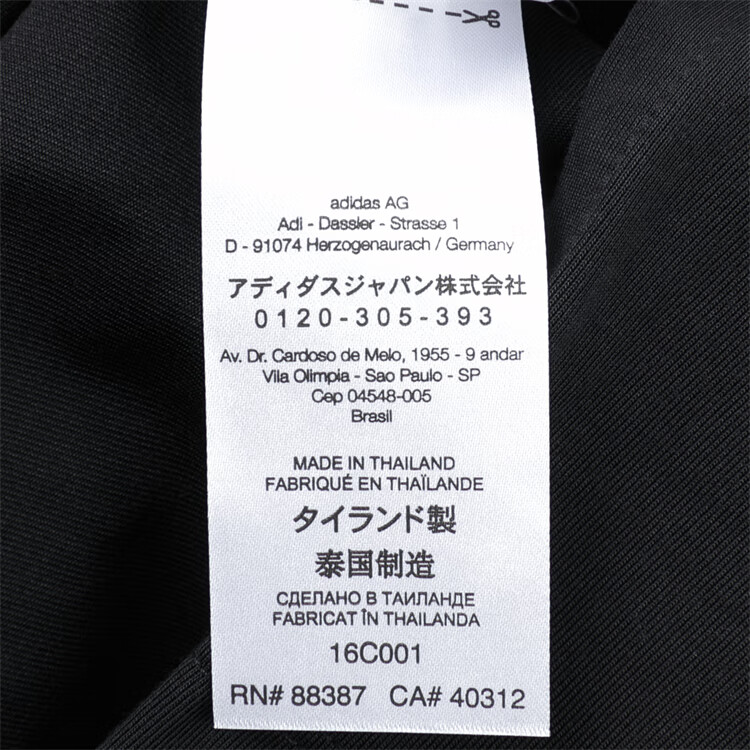 adidas AG
Adi - Dassler - Strasse 1
D - 91074 Herzogenaurach / Germany
アディダスジャパン株式会社
0120-305-393
Av. Dr. Cardoso de Melo, 1955 - 9 andar
Vila Olimpia - Sao Paulo - SP
Cep 04548-005
Brasil
MADE IN THAILAND
FABRIQUÉ EN THAÏLANDE
タイランド製
泰国制造
СДЕЛАНО В ТАИЛАНДЕ
FABRICAT ÎN THAILANDA
16C001
RN# 88387 CA# 40312